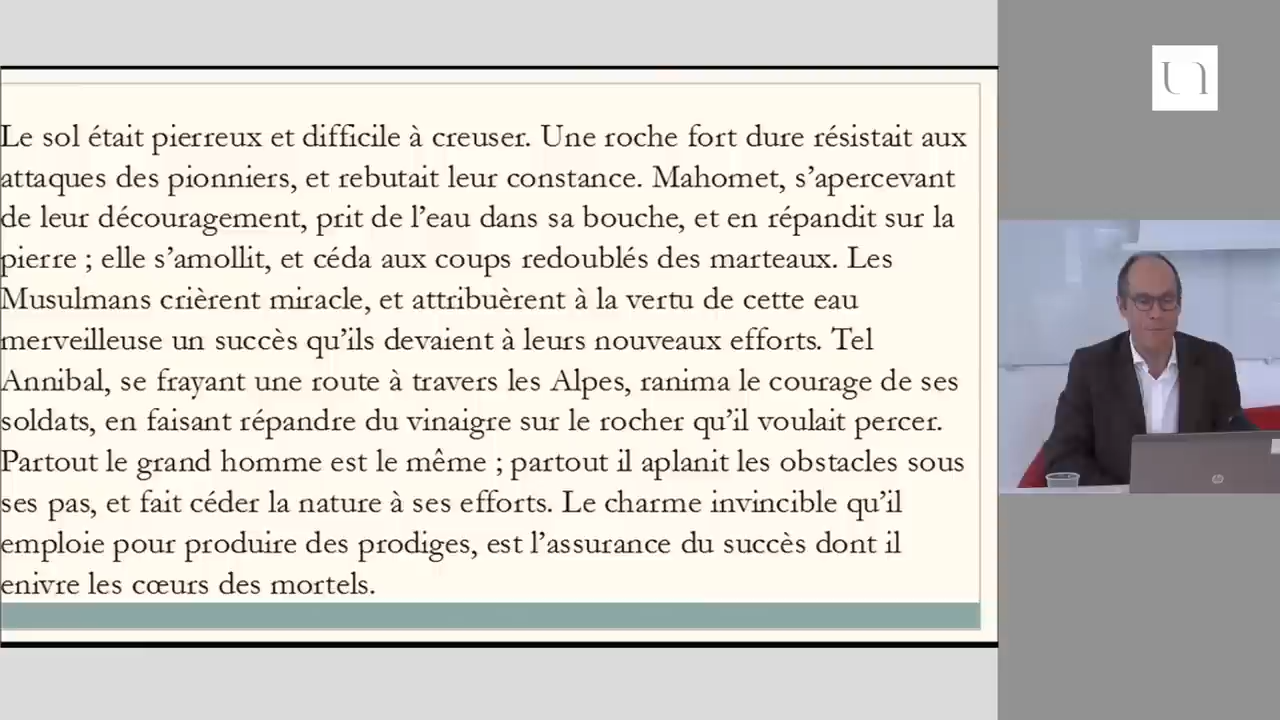 Le sol était pierreux et difficile à creuser. Une roche fort dure résistait aux
attaques des pionniers, et rebutait leur constance. Mahomet, s’apercevant
de leur découragement, prit de l’eau dans sa bouche, et en répandit sur la
pierre ; elle s’amollit, et céda aux coups redoublés des marteaux. Les
Musulmans crièrent miracle, et attribuèrent à la vertu de cette eau
merveilleuse un succès qu’ils devaient à leurs nouveaux efforts. Tel
Annibal, se frayant une route à travers les Alpes, ranima le courage de ses
soldats, en faisant répandre du vinaigre sur le rocher qu’il voulait percer.
Partout le grand homme est le même ; partout il aplanit les obstacles sous
ses pas, et fait céder la nature à ses efforts. Le charme invincible qu’il
emploie pour produire des prodiges, est l’assurance du succès dont il
enivre les cœurs des mortels.
hp